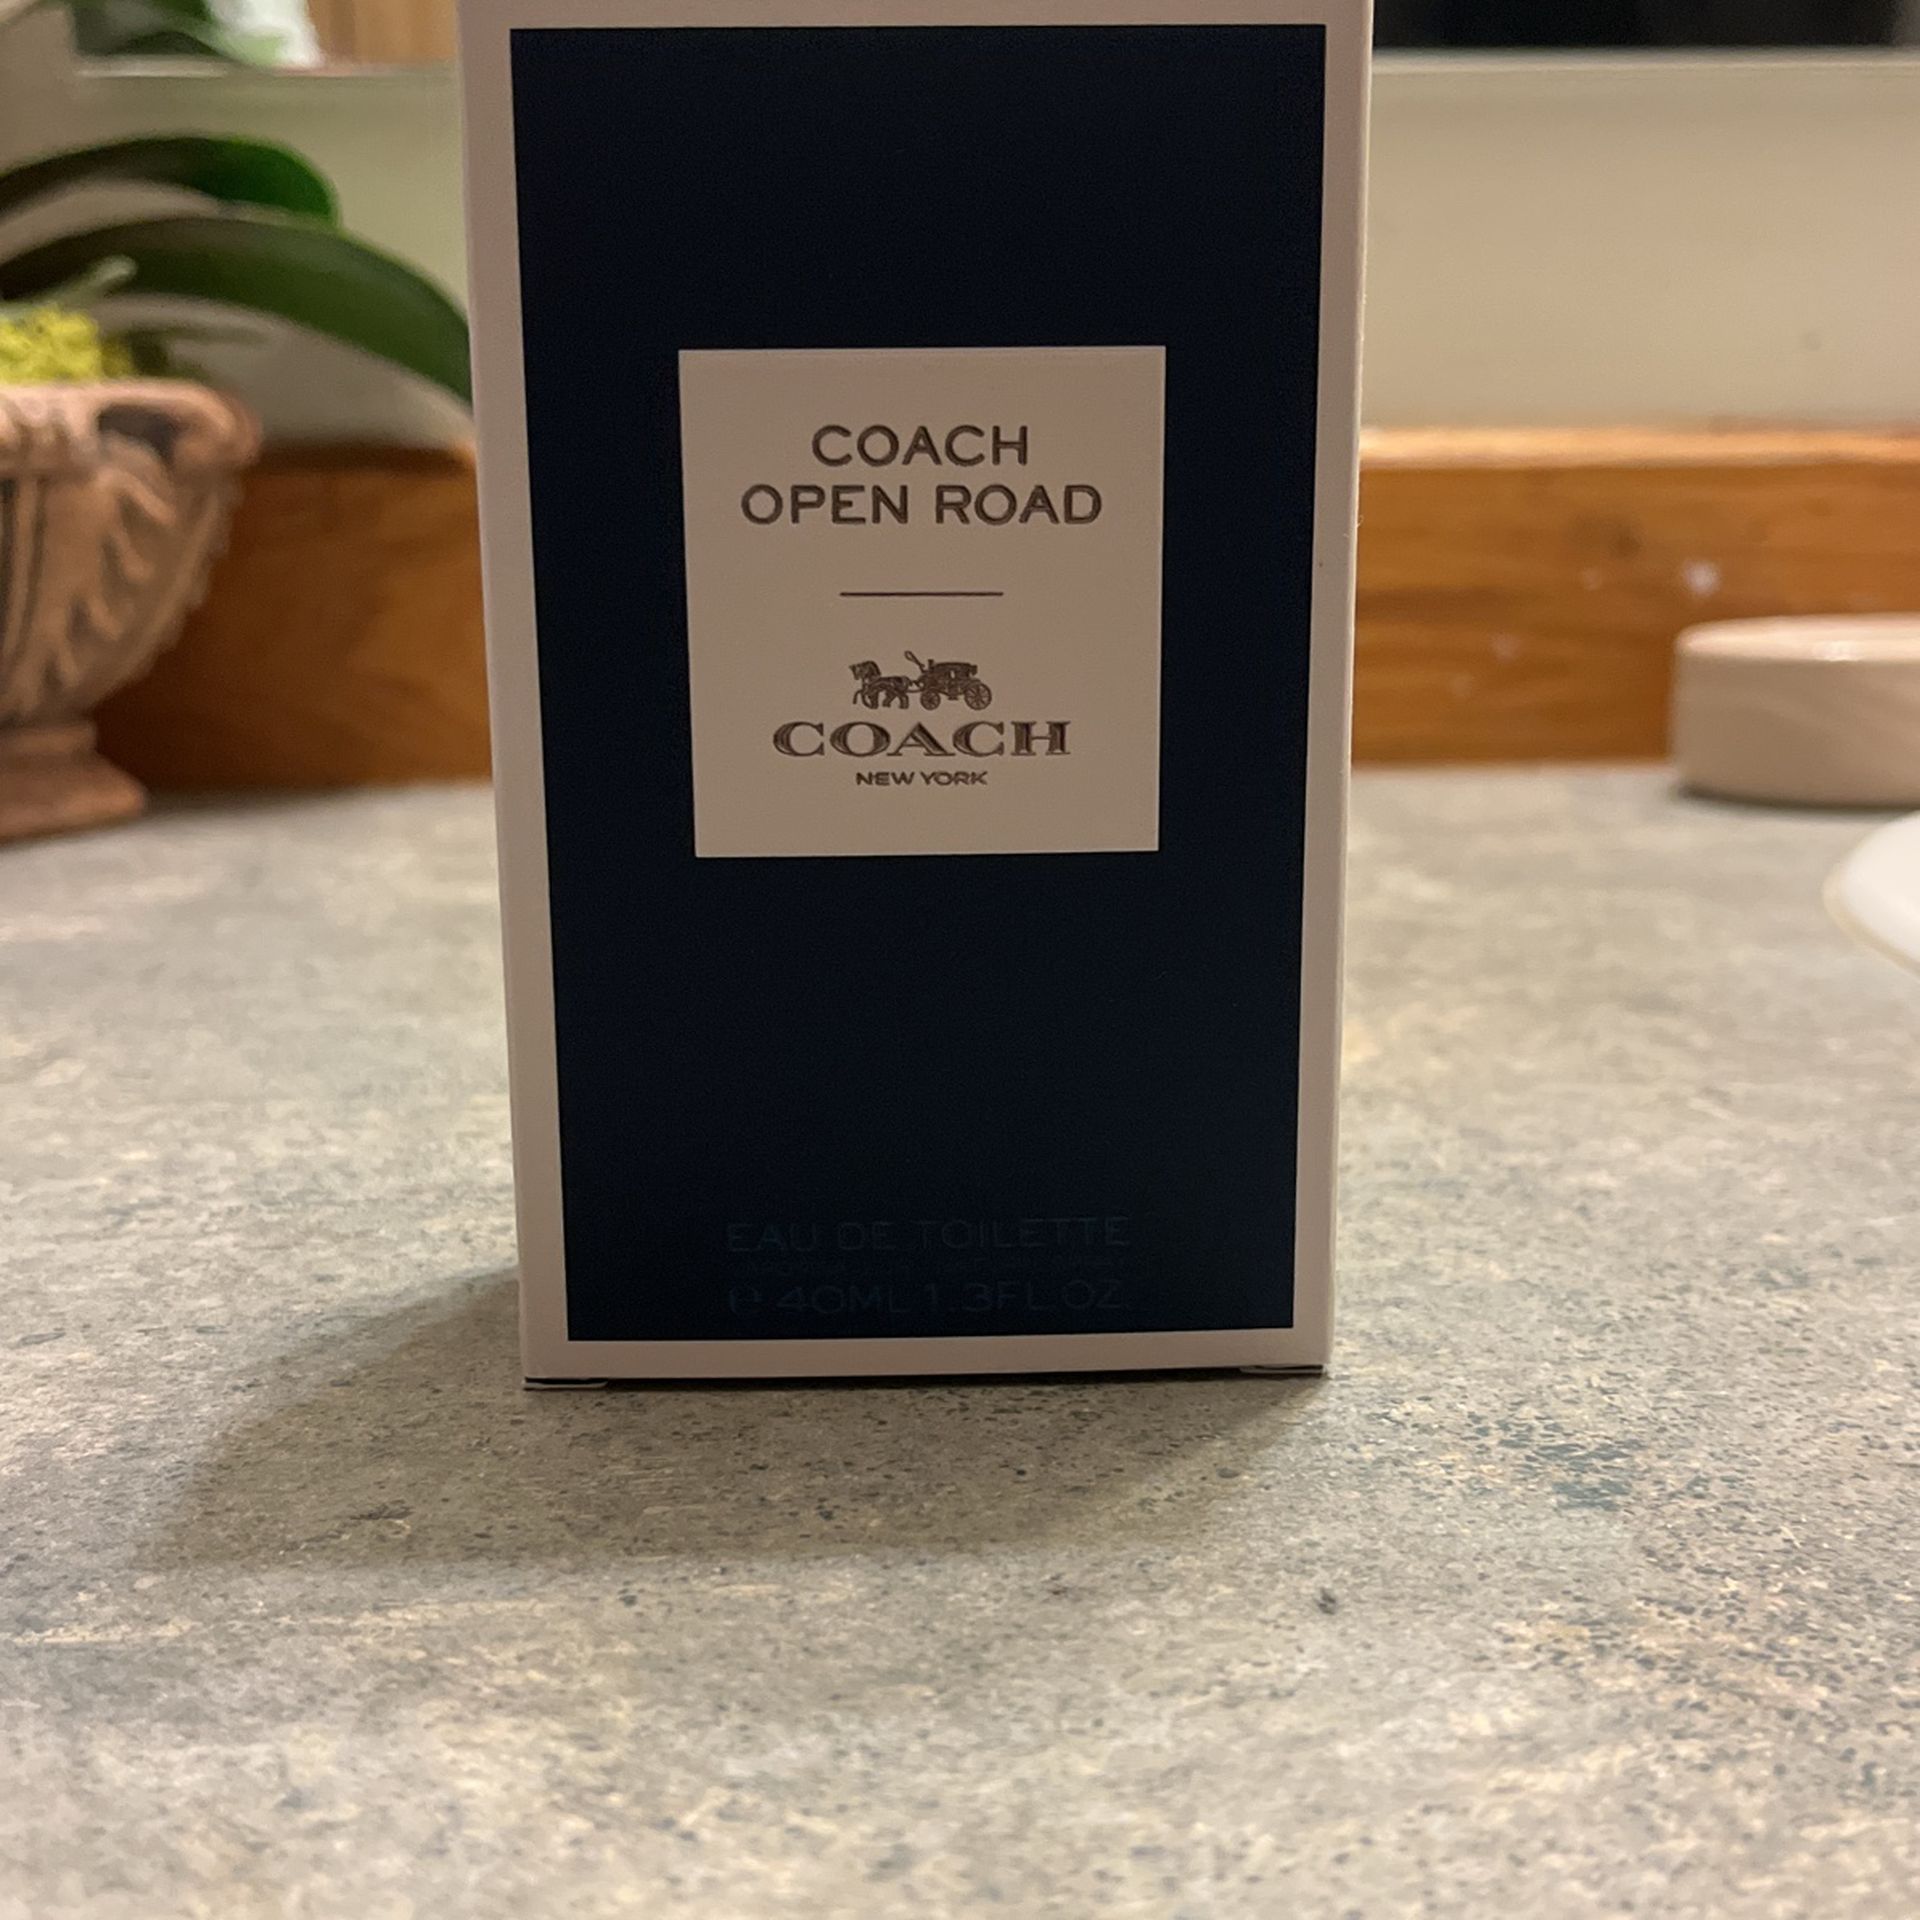 COACH
OPEN ROAD
COACH
NEW YORK
EAU DE TOILETTE
℮ 40ML 1.3FL.OZ